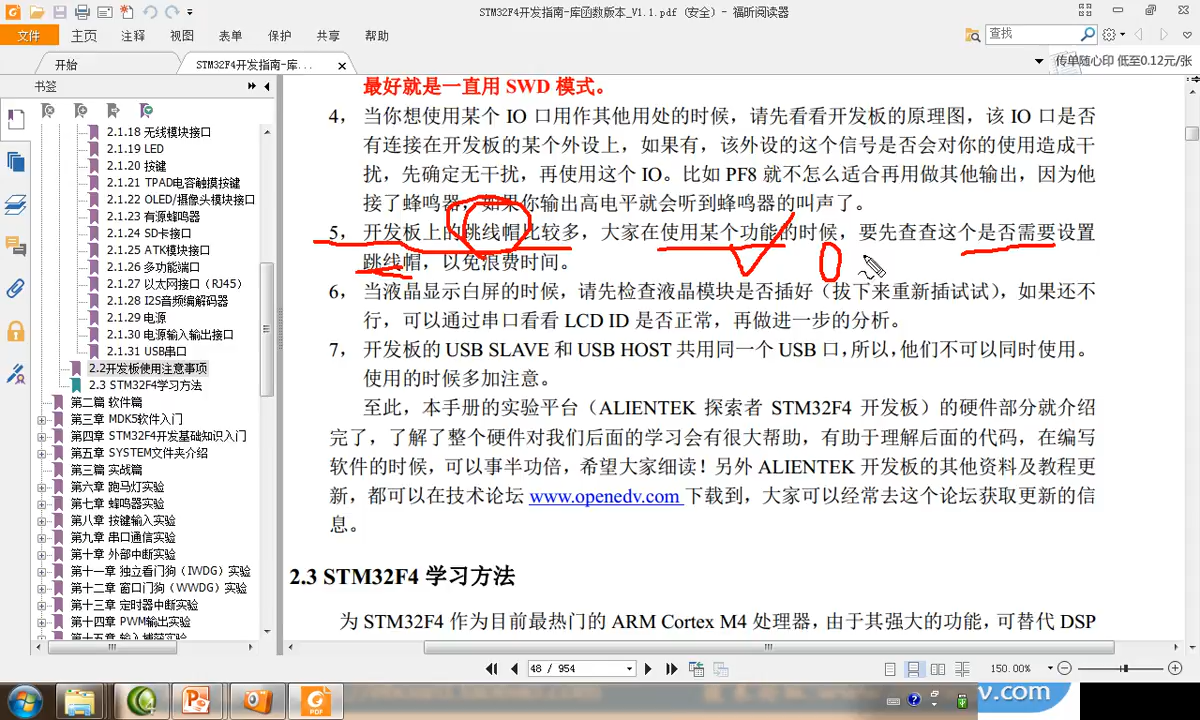 STM32F4开发指南-库函数版本_V1.1.pdf (安全) - 福昕阅读器
文件 主页 注释 视图 表单 保护 共享 帮助 查找
开始 STM32F4开发指南-库... 传单随心印 低至0.12元/张
书签
2.1.18 无线模块接口
2.1.19 LED
2.1.20 按键
2.1.21 TPAD电容触摸按键
2.1.22 OLED/摄像头模块接口
2.1.23 有源蜂鸣器
2.1.24 SD卡接口
2.1.25 ATK模块接口
2.1.26 多功能端口
2.1.27 以太网接口（RJ45）
2.1.28 I2S音频编解码器
2.1.29 电源
2.1.30 电源输入输出接口
2.1.31 USB串口
2.2开发板使用注意事项
2.3 STM32F4学习方法
第二篇 软件篇
第三章 MDK5软件入门
第四章 STM32F4开发基础知识入门
第五章 SYSTEM文件夹介绍
第三篇 实战篇
第六章 跑马灯实验
第七章 蜂鸣器实验
第八章 按键输入实验
第九章 串口通信实验
第十章 外部中断实验
第十一章 独立看门狗（IWDG）实验
第十二章 窗口门狗（WWDG）实验
第十三章 定时器中断实验
第十四章 PWM输出实验
第十五章 输入捕获实验
最好就是一直用 SWD 模式。
4， 当你想使用某个 IO 口用作其他用处的时候，请先看看开发板的原理图，该 IO 口是否
有连接在开发板的某个外设上，如果有，该外设的这个信号是否会对你的使用造成干
扰，先确定无干扰，再使用这个 IO。比如 PF8 就不怎么适合再用做其他输出，因为他
接了蜂鸣器，如果你输出高电平就会听到蜂鸣器的叫声了。
5， 开发板上的跳线帽比较多，大家在使用某个功能的时候，要先查查这个是否需要设置
跳线帽，以免浪费时间。
6， 当液晶显示白屏的时候，请先检查液晶模块是否插好（拔下来重新插试试），如果还不
行，可以通过串口看看 LCD ID 是否正常，再做进一步的分析。
7， 开发板的 USB SLAVE 和 USB HOST 共用同一个 USB 口，所以，他们不可以同时使用。
使用的时候多加注意。
至此，本手册的实验平台（ALIENTEK 探索者 STM32F4 开发板）的硬件部分就介绍
完了，了解了整个硬件对我们后面的学习会有很大帮助，有助于理解后面的代码，在编写
软件的时候，可以事半功倍，希望大家细读！另外 ALIENTEK 开发板的其他资料及教程更
新，都可以在技术论坛 www.openedv.com 下载到，大家可以经常去这个论坛获取更新的信
息。
2.3 STM32F4 学习方法
为 STM32F4 作为目前最热门的 ARM Cortex M4 处理器，由于其强大的功能，可替代 DSP
48 / 954 150.00%
v.com